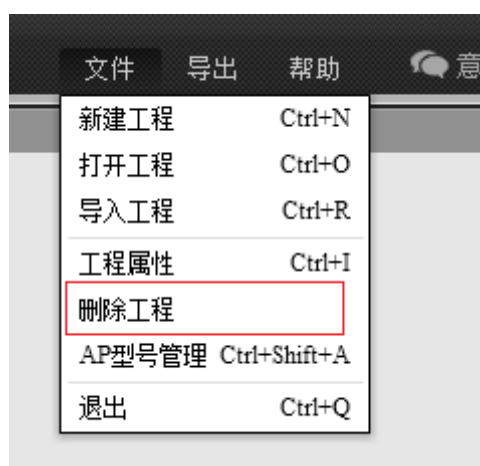 文件 导出 帮助 意
新建工程 Ctrl+N
打开工程 Ctrl+O
导入工程 Ctrl+R
工程属性 Ctrl+I
删除工程
AP型号管理 Ctrl+Shift+A
退出 Ctrl+Q